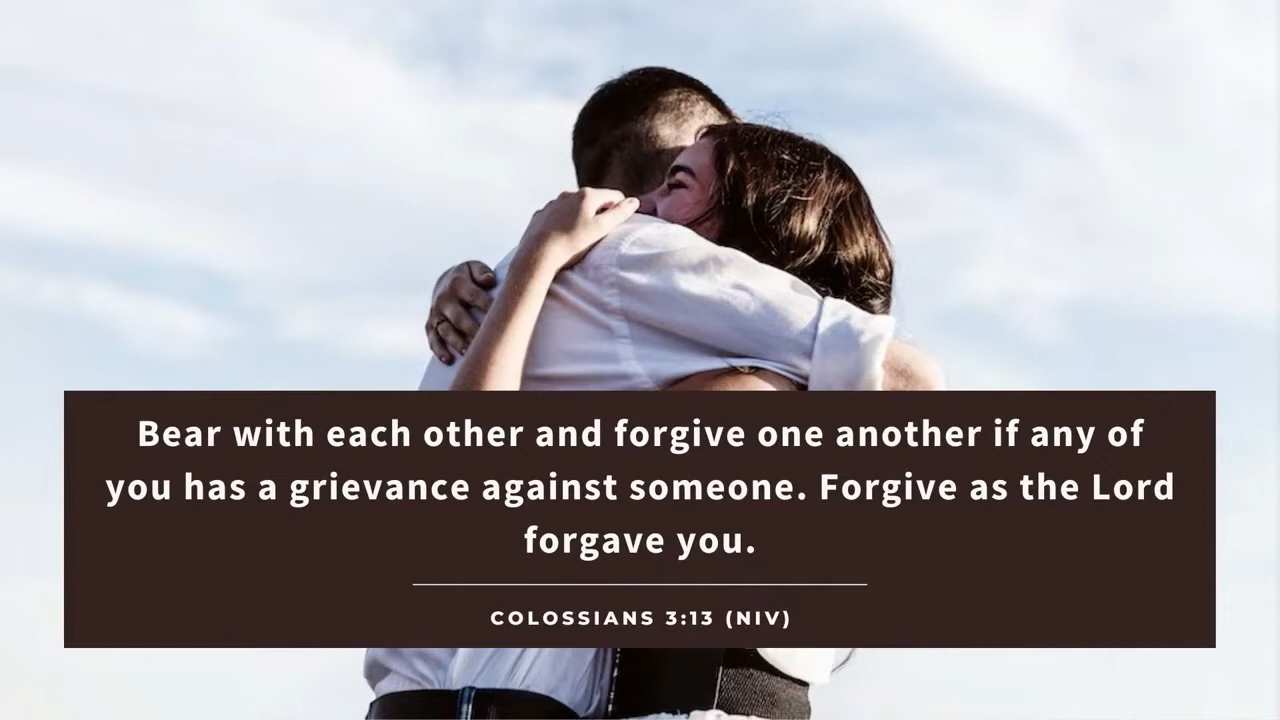 Bear with each other and forgive one another if any of
you has a grievance against someone. Forgive as the Lord
forgave you.
COLOSSIANS 3:13 (NIV)